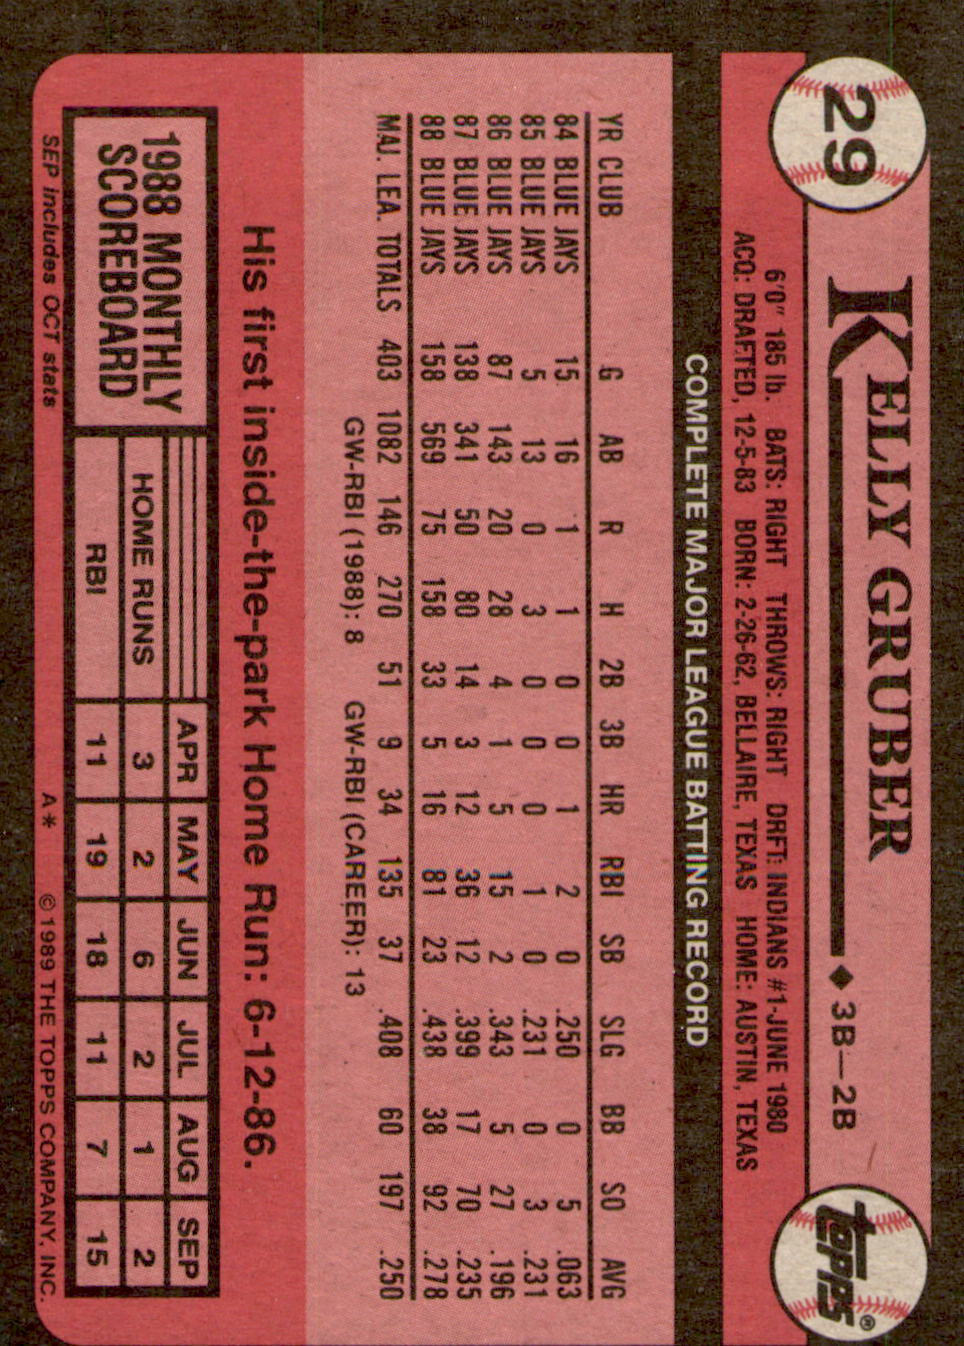 29
KELLY GRUBER ◆ 3B—2B
TOPPS®
6'0" 185 lb. BATS: RIGHT THROWS: RIGHT DRFT: INDIANS #1-JUNE 1980
ACQ: DRAFTED, 12-5-83 BORN: 2-26-62, BELLAIRE, TEXAS HOME: AUSTIN, TEXAS
COMPLETE MAJOR LEAGUE BATTING RECORD
YR CLUB G AB R H 2B 3B HR RBI SB SLG BB SO AVG
84 BLUE JAYS 15 16 1 1 0 0 1 2 0 .250 0 5 .063
85 BLUE JAYS 5 13 0 3 0 0 0 1 0 .231 0 3 .231
86 BLUE JAYS 87 143 20 28 4 1 5 15 2 .343 5 27 .196
87 BLUE JAYS 138 341 50 80 14 3 12 36 12 .399 17 70 .235
88 BLUE JAYS 158 569 75 158 33 5 16 81 23 .438 38 92 .278
MAJ. LEA. TOTALS 403 1082 146 270 51 9 34 135 37 .408 60 197 .250
GW-RBI (1988): 8 GW-RBI (CAREER): 13
His first inside-the-park Home Run: 6-12-86.
1988 MONTHLY
SCOREBOARD
APR MAY JUN JUL AUG SEP
HOME RUNS 3 2 6 2 1 2
RBI 11 19 18 11 7 15
SEP includes OCT stats A* ©1989 THE TOPPS COMPANY, INC.